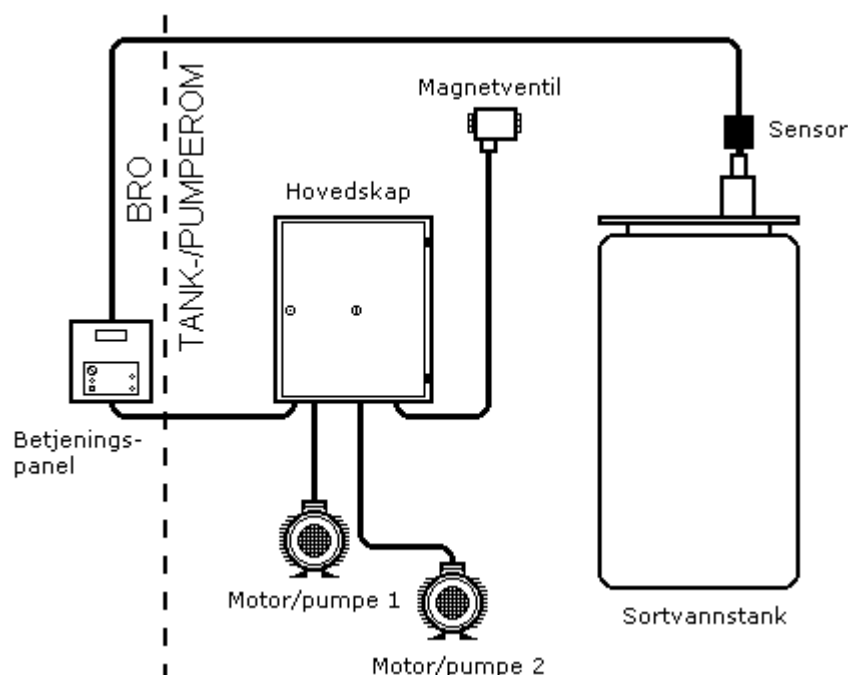 Magnetventil
Sensor
Hovedskap
BRO
TANK-/PUMPEROM
Betjenings-
panel
Motor/pumpe 1
Sortvannstank
Motor/pumpe 2